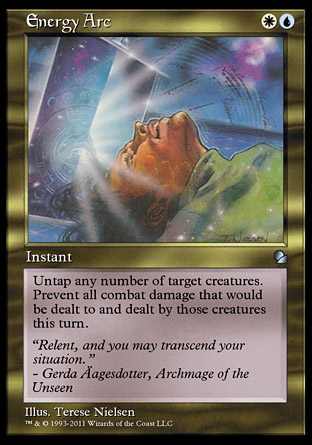 Energy Arc
Instant
Untap any number of target creatures.
Prevent all combat damage that would
be dealt to and dealt by those creatures
this turn.
“Relent, and you may transcend your
situation.”
- Gerda Äagesdotter, Archmage of the
Unseen
Illus. Terese Nielsen
™ & © 1993-2011 Wizards of the Coast LLC